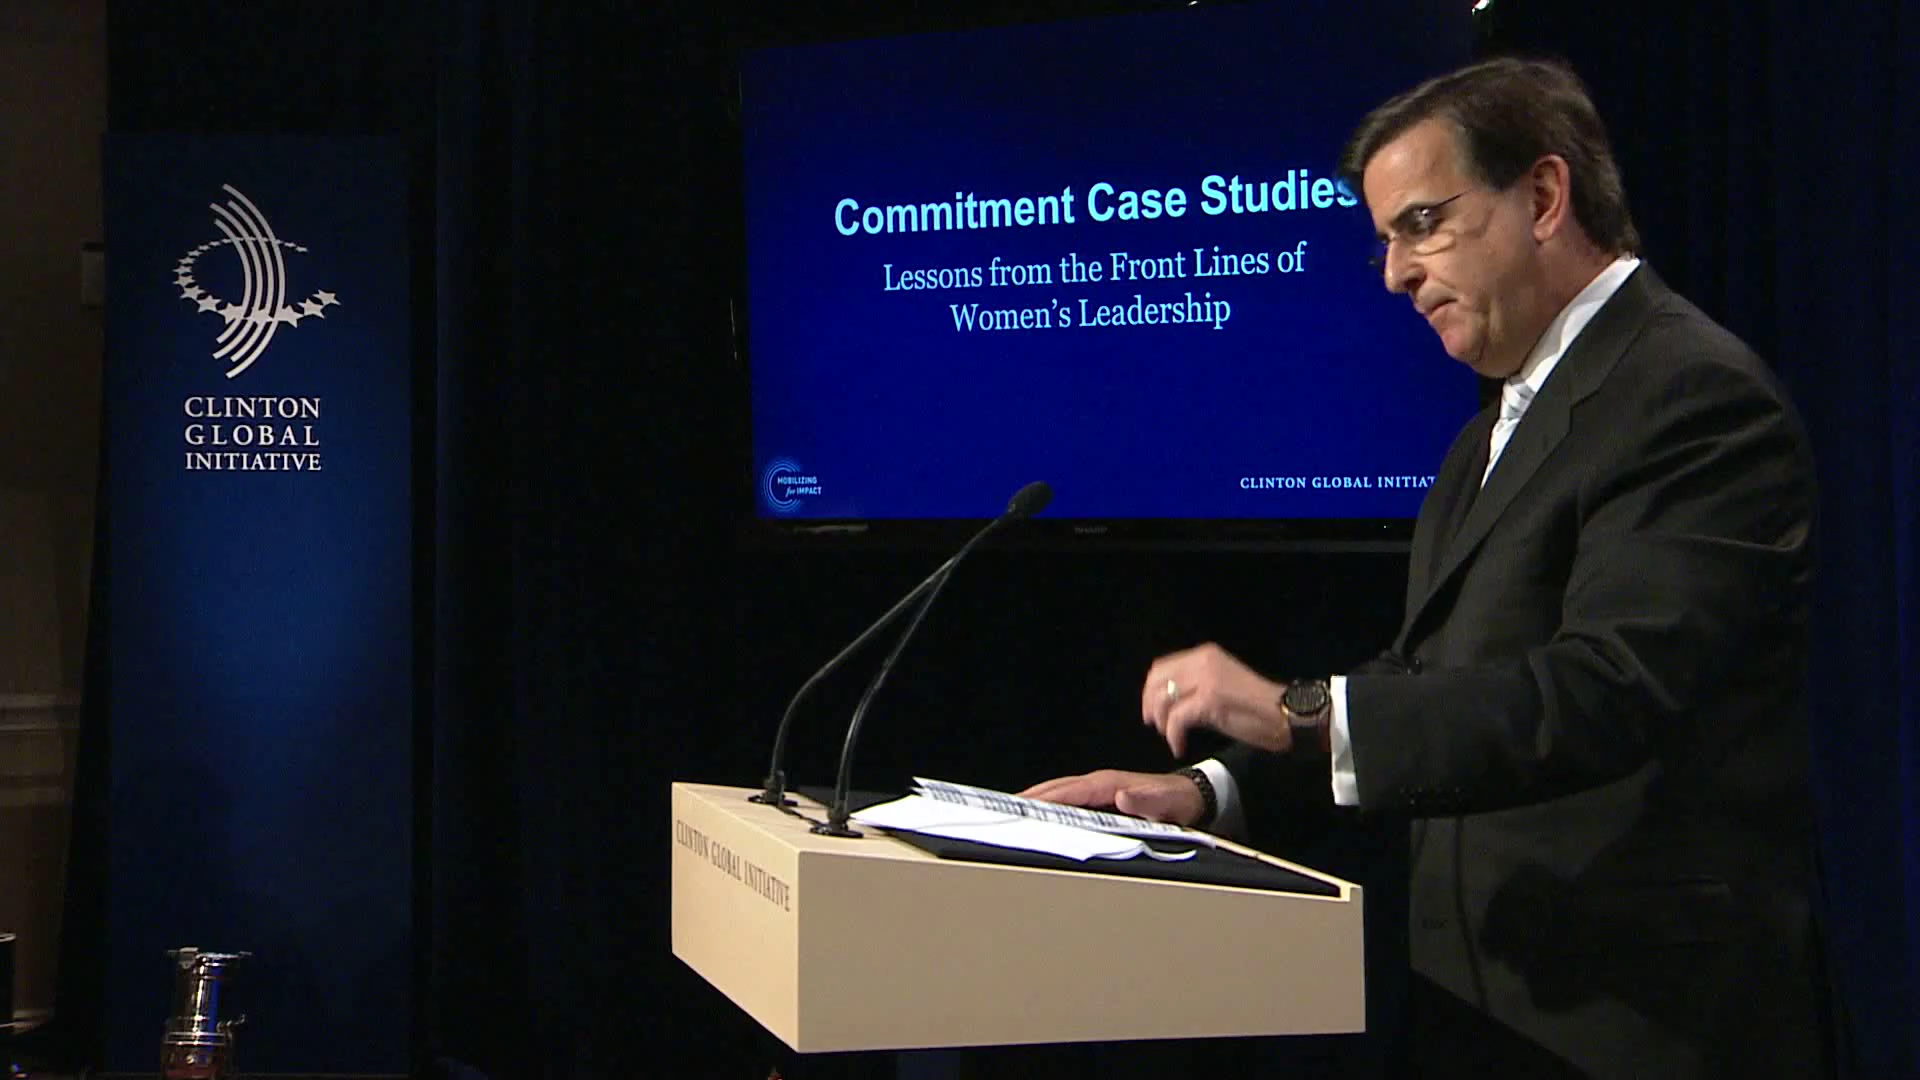 CLINTON
GLOBAL
INITIATIVE
Commitment Case Studies
Lessons from the Front Lines of
Women's Leadership
MOBILIZING
for IMPACT
CLINTON GLOBAL INITIAT
CLINTON GLOBAL INITIATIVE